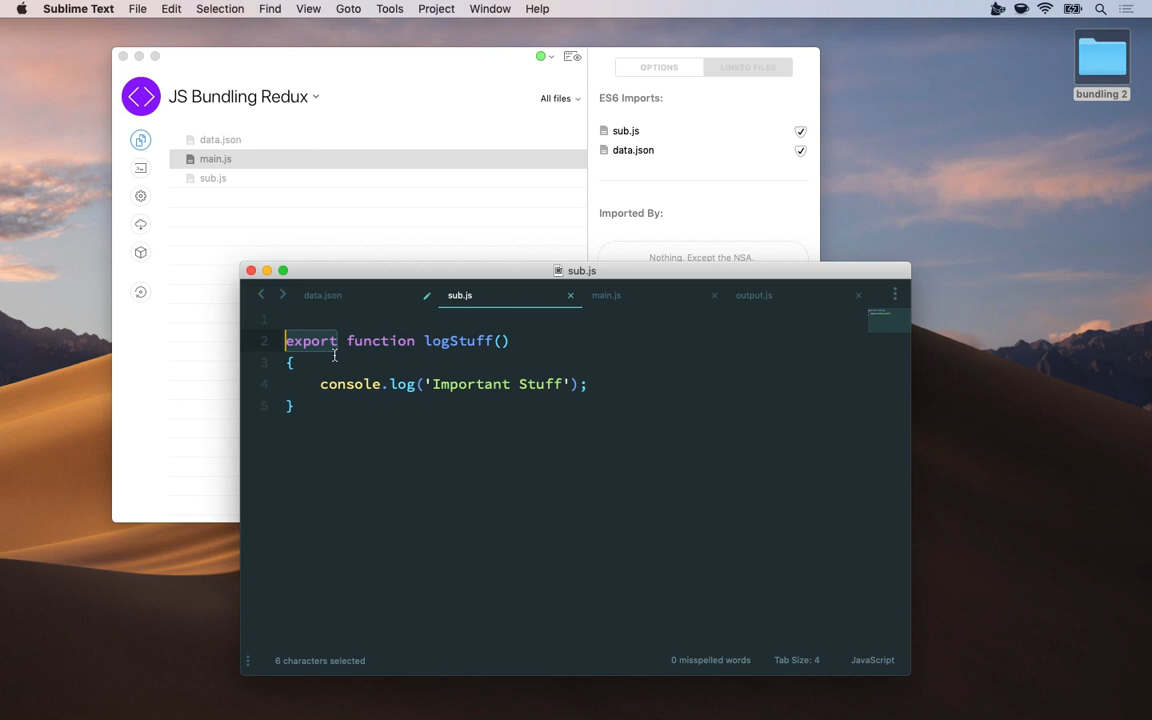 Sublime Text File Edit Selection Find View Goto Tools Project Window Help
bundling 2
JS Bundling Redux
All files
data.json
main.js
sub.js
OPTIONS LINKED FILES
ES6 Imports:
sub.js
data.json
Imported By:
Nothing. Except the NSA.
sub.js
data.json sub.js main.js output.js
1
2 export function logStuff()
3 {
4 console.log('Important Stuff');
5 }
6 characters selected 0 misspelled words Tab Size: 4 JavaScript